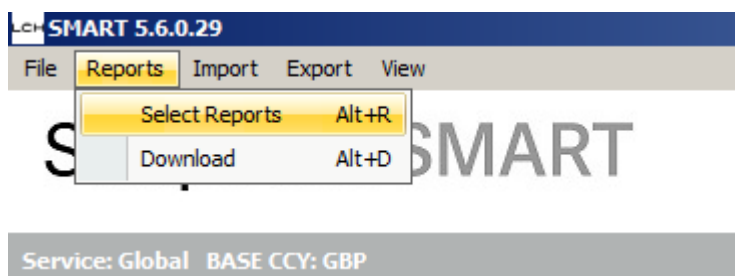 LCH SMART 5.6.0.29
File Reports Import Export View
Select Reports Alt+R
Download Alt+D
SMART
Service: Global BASE CCY: GBP